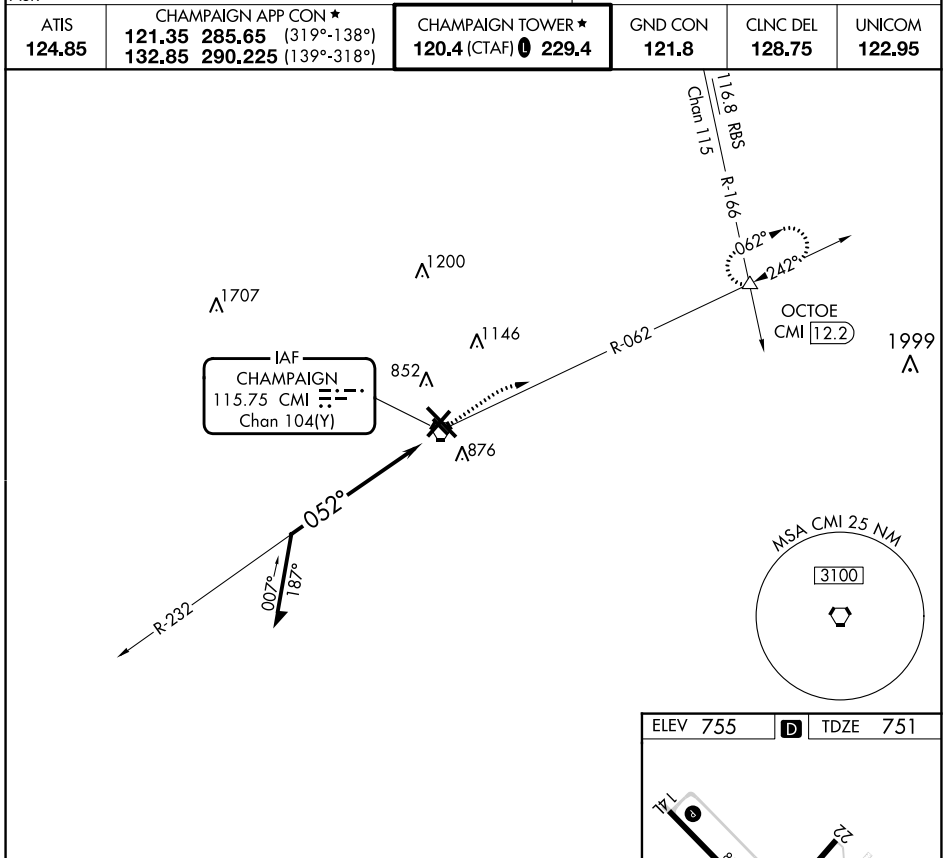 ATIS
124.85
CHAMPAIGN APP CON ★
121.35 285.65 (319°-138°)
132.85 290.225 (139°-318°)
CHAMPAIGN TOWER ★
120.4 (CTAF) L 229.4
GND CON
121.8
CLNC DEL
128.75
UNICOM
122.95
116.8 RBS
Chan 115
R-166
062°
242°
OCTOE
CMI 12.2
1999
R-062
1200
1707
1146
852
876
IAF
CHAMPAIGN
115.75 CMI
Chan 104(Y)
052°
007°
187°
R-232
MSA CMI 25 NM
3100
ELEV 755
D
TDZE 751
14L
P
22